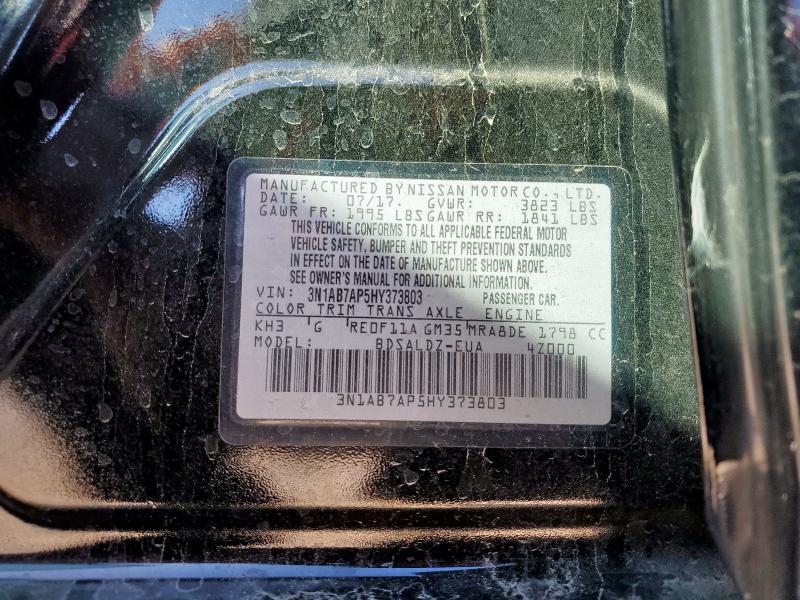 MANUFACTURED BY NISSAN MOTOR CO., LTD.
DATE: 07/17. GVWR: 3823 LBS
GAWR FR: 1995 LBS GAWR RR: 1841 LBS
THIS VEHICLE CONFORMS TO ALL APPLICABLE FEDERAL MOTOR
VEHICLE SAFETY, BUMPER AND THEFT PREVENTION STANDARDS
IN EFFECT ON THE DATE OF MANUFACTURE SHOWN ABOVE.
SEE OWNER'S MANUAL FOR ADDITIONAL INFORMATION.
VIN: 3N1AB7AP5HY373803 PASSENGER CAR.
COLOR TRIM TRANS AXLE ENGINE
KH3 G RE0F11A GM35 MRA8DE 1798 CC
MODEL: BDSALDZ-EUA 4Z000
3N1AB7AP5HY373803